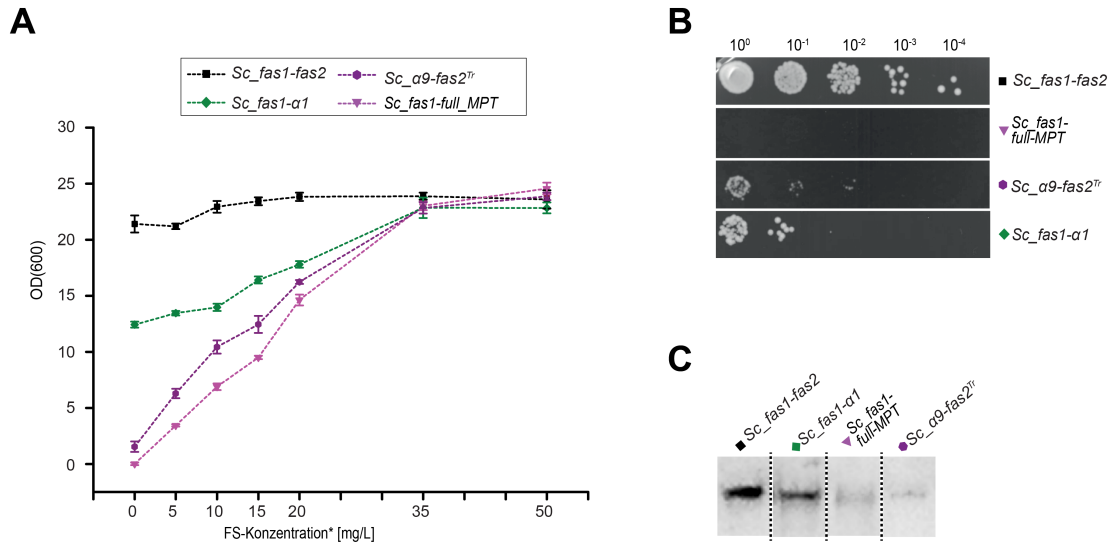 A
Sc_fas1-fas2
Sc_α9-fas2ᵀʳ
Sc_fas1-α1
Sc_fas1-full_MPT
30
25
20
15
10
5
0
OD(600)
0 5 10 15 20 35 50
FS-Konzentration* [mg/L]
B
10⁰ 10⁻¹ 10⁻² 10⁻³ 10⁻⁴
Sc_fas1-fas2
Sc_fas1-
full-MPT
Sc_α9-fas2ᵀʳ
Sc_fas1-α1
C
Sc_fas1-fas2
Sc_fas1-α1
Sc_fas1-
full-MPT
Sc_α9-fas2ᵀʳ